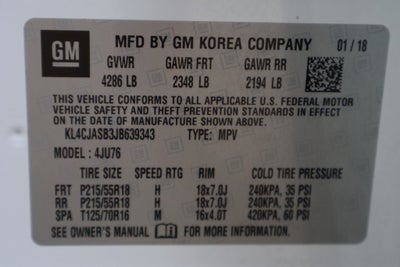 GM
MFD BY GM KOREA COMPANY 01/18
GVWR GAWR FRT GAWR RR
4286 LB 2348 LB 2194 LB
THIS VEHICLE CONFORMS TO ALL APPLICABLE U.S. FEDERAL MOTOR
VEHICLE SAFETY AND THEFT PREVENTION STANDARDS IN EFFECT
ON THE DATE OF MANUFACTURE SHOWN ABOVE.
KL4CJASB3JB639343 TYPE: MPV
MODEL: 4JU76
TIRE SIZE SPEED RTG RIM COLD TIRE PRESSURE
FRT P215/55R18 H 18x7.0J 240KPA, 35 PSI
RR P215/55R18 H 18x7.0J 240KPA, 35 PSI
SPA T125/70R16 M 16x4.0T 420KPA, 60 PSI
SEE OWNER'S MANUAL FOR MORE INFORMATION.